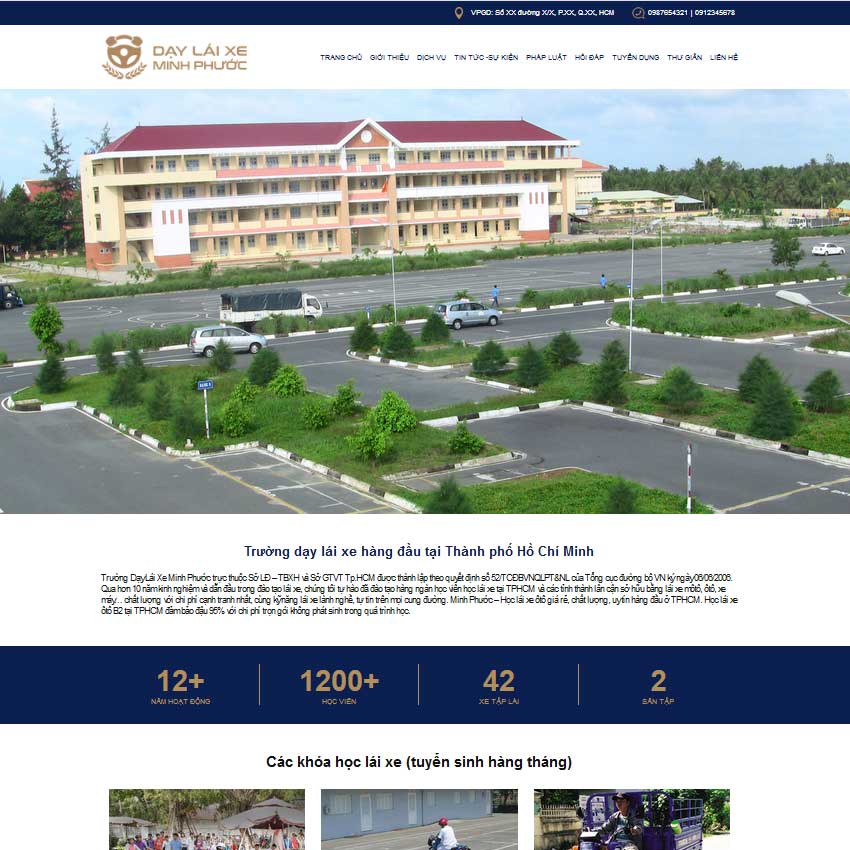 VPGD: Số XX đường X/X, P.XX, Q.XX, HCM
0987654321 | 0912345678
DẠY LÁI XE
MINH PHƯỚC
TRANG CHỦ GIỚI THIỆU DỊCH VỤ TIN TỨC -SỰ KIỆN PHÁP LUẬT HỎI ĐÁP TUYỂN DỤNG THƯ GIÃN LIÊN HỆ
Trường dạy lái xe hàng đầu tại Thành phố Hồ Chí Minh
Trường DạyLái Xe Minh Phước trực thuộc Sở LĐ – TBXH và Sở GTVT Tp.HCM được thành lập theo quyết định số 52/TCĐBVNQLPT&NL của Tổng cục đường bộ VN ký ngày 06/06/2006.
Qua hơn 10 năm kinh nghiệm và dẫn đầu trong đào tạo lái xe, chúng tôi tự hào đã đào tạo hàng ngàn học viên học lái xe tại TPHCM và các tỉnh thành lân cận sở hữu bằng lái xe môtô, ôtô, xe
máy… chất lượng với chi phí cạnh tranh nhất, cùng kỹ năng lái xe lành nghề, tự tin trên mọi cung đường. Minh Phước – Học lái xe ôtô giá rẻ, chất lượng, uy tín hàng đầu ở TPHCM. Học lái xe
ôtô B2 tại TPHCM đảm bảo đậu 95% với chi phí trọn gói không phát sinh trong quá trình học.
12+ 1200+ 42 2
NĂM HOẠT ĐỘNG HỌC VIÊN XE TẬP LÁI SÂN TẬP
Các khóa học lái xe (tuyển sinh hàng tháng)